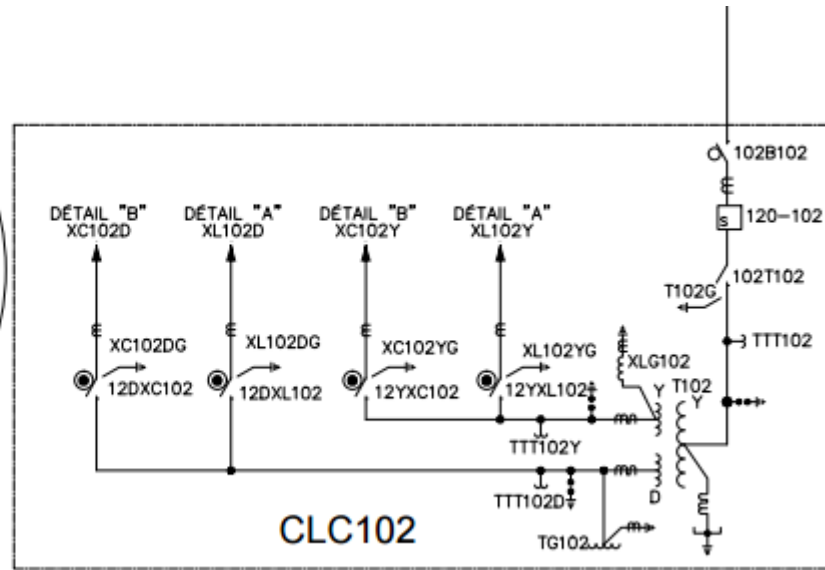 102B102
S
120-102
DÉTAIL "B"
XC102D
DÉTAIL "A"
XL102D
DÉTAIL "B"
XC102Y
DÉTAIL "A"
XL102Y
102T102
T102G
TTT102
XC102DG
12DXC102
XL102DG
12DXL102
XC102YG
12YXC102
XL102YG
12YXL102
XLG102
Y
T102
Y
TTT102Y
TTT102D
D
TG102
CLC102